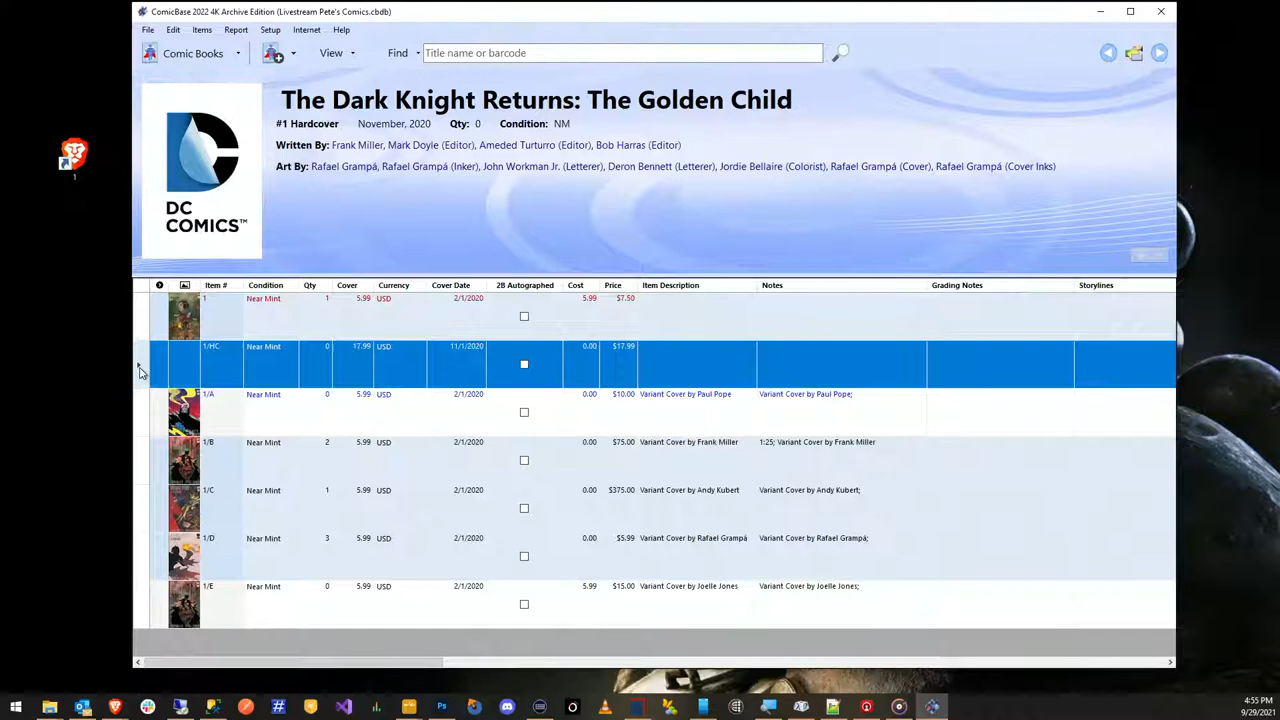 ComicBase 2022 4K Archive Edition (Livestream Pete's Comics.cbdb)
File Edit Items Report Setup Internet Help
Comic Books View Find Title name or barcode
The Dark Knight Returns: The Golden Child
#1 Hardcover November, 2020 Qty: 0 Condition: NM
Written By: Frank Miller, Mark Doyle (Editor), Ameded Turturro (Editor), Bob Harras (Editor)
Art By: Rafael Grampá, Rafael Grampá (Inker), John Workman Jr. (Letterer), Deron Bennett (Letterer), Jordie Bellaire (Colorist), Rafael Grampá (Cover), Rafael Grampá (Cover Inks)
DC
DC
COMICS™
1
Item # Condition Qty Cover Currency Cover Date 2B Autographed Cost Price Item Description Notes Grading Notes Storylines
1 Near Mint 1 5.99 USD 2/1/2020 5.99 $7.50
1/HC Near Mint 0 17.99 USD 11/1/2020 0.00 $17.99
1/A Near Mint 0 5.99 USD 2/1/2020 0.00 $10.00 Variant Cover by Paul Pope Variant Cover by Paul Pope;
1/B Near Mint 2 5.99 USD 2/1/2020 0.00 $75.00 Variant Cover by Frank Miller 1:25; Variant Cover by Frank Miller
1/C Near Mint 1 5.99 USD 2/1/2020 0.00 $375.00 Variant Cover by Andy Kubert Variant Cover by Andy Kubert;
1/D Near Mint 3 5.99 USD 2/1/2020 0.00 $5.99 Variant Cover by Rafael Grampá Variant Cover by Rafael Grampá;
1/E Near Mint 0 5.99 USD 2/1/2020 5.99 $15.00 Variant Cover by Joelle Jones Variant Cover by Joelle Jones;
4:55 PM
9/29/2021